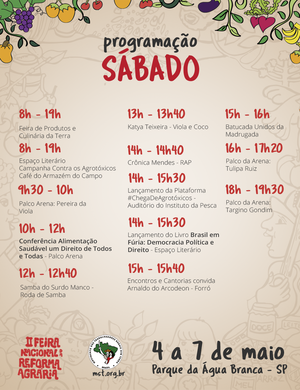 programação
SÁBADO
8h - 19h
Feira de Produtos e
Culinária da Terra
8h - 19h
Espaço Literário
Campanha Contra os Agrotóxicos
Café do Armazém do Campo
9h30 - 10h
Palco Arena: Pereira da
Viola
10h - 12h
Conferência Alimentação
Saudável um Direito de Todos
e Todas - Palco Arena
12h - 12h40
Samba do Surdo Manco -
Roda de Samba
13h - 13h40
Katya Teixeira - Viola e Coco
14h - 14h40
Crônica Mendes - RAP
14h - 15h30
Lançamento da Plataforma
#ChegaDeAgrotóxicos -
Auditório do Instituto da Pesca
14h - 15h30
Lançamento do Livro Brasil em
Fúria: Democracia Política e
Direito - Espaço Literário
15h - 15h40
Encontros e Cantorias convida
Arnaldo do Arcodeon - Forró
15h - 16h
Batucada Unidos da
Madrugada
16h - 17h20
Palco da Arena:
Tulipa Ruiz
18h - 19h30
Palco da Arena:
Targino Gondim
II FEIRA
NACIONAL DA
REFORMA
AGRÁRIA
mst.org.br
4 a 7 de maio
Parque da Água Branca - SP